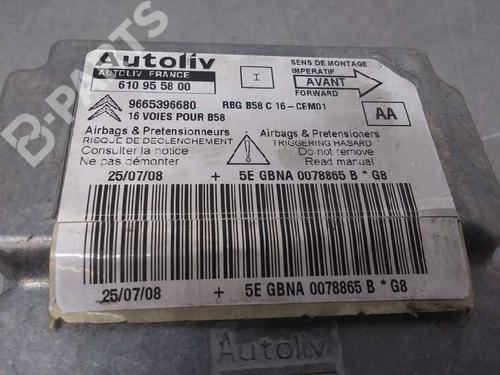 Autoliv
AUTOLIV FRANCE
610 95 58 00
I
SENS DE MONTAGE
IMPERATIF
AVANT
FORWARD
9665396680
16 VOIES POUR B58
RBG B58 C 16-CEM01
AA
Airbags & Pretensionneurs
RISQUE DE DECLENCHEMENT
Consulter la notice
Ne pas démonter
Airbags & Pretensioners
TRIGGERING HASARD
Do not remove
Read manual
25/07/08 + 5E GBNA 0078865 B * G8
25/07/08 + 5E GBNA 0078865 B * G8
Autoliv
B-PARTS